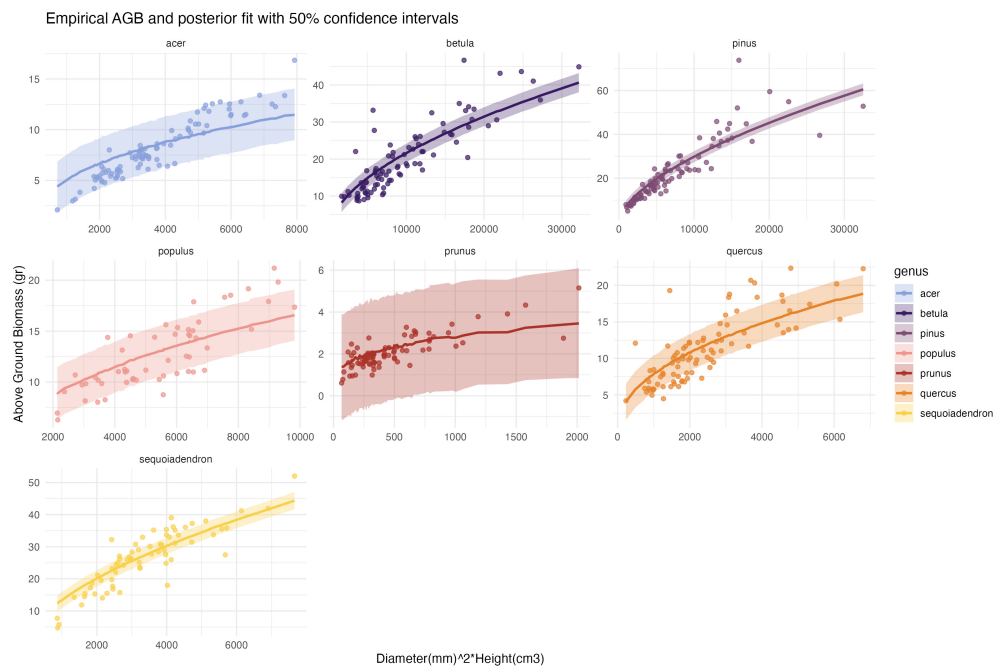 Empirical AGB and posterior fit with 50% confidence intervals
acer
betula
pinus
15
10
5
2000 4000 6000 8000
40
30
20
10
10000 20000 30000
60
40
20
0 10000 20000 30000
populus
prunus
quercus
20
15
10
2000 4000 6000 8000 10000
6
4
2
0
0 500 1000 1500 2000
20
15
10
5
0 2000 4000 6000
sequoiadendron
50
40
30
20
10
2000 4000 6000
Above Ground Biomass (gr)
Diameter(mm)^2*Height(cm3)
genus
acer
betula
pinus
populus
prunus
quercus
sequoiadendron